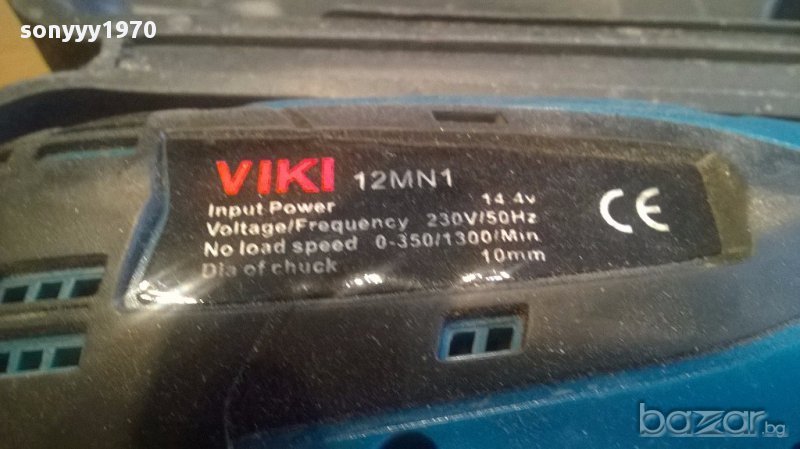 sonyyy1970
VIKI 12MN1
Input Power 14.4v
Voltage/Frequency 230V/50Hz
No load speed 0-350/1300/Min
Dia of chuck 10mm
CE
bazar.bg